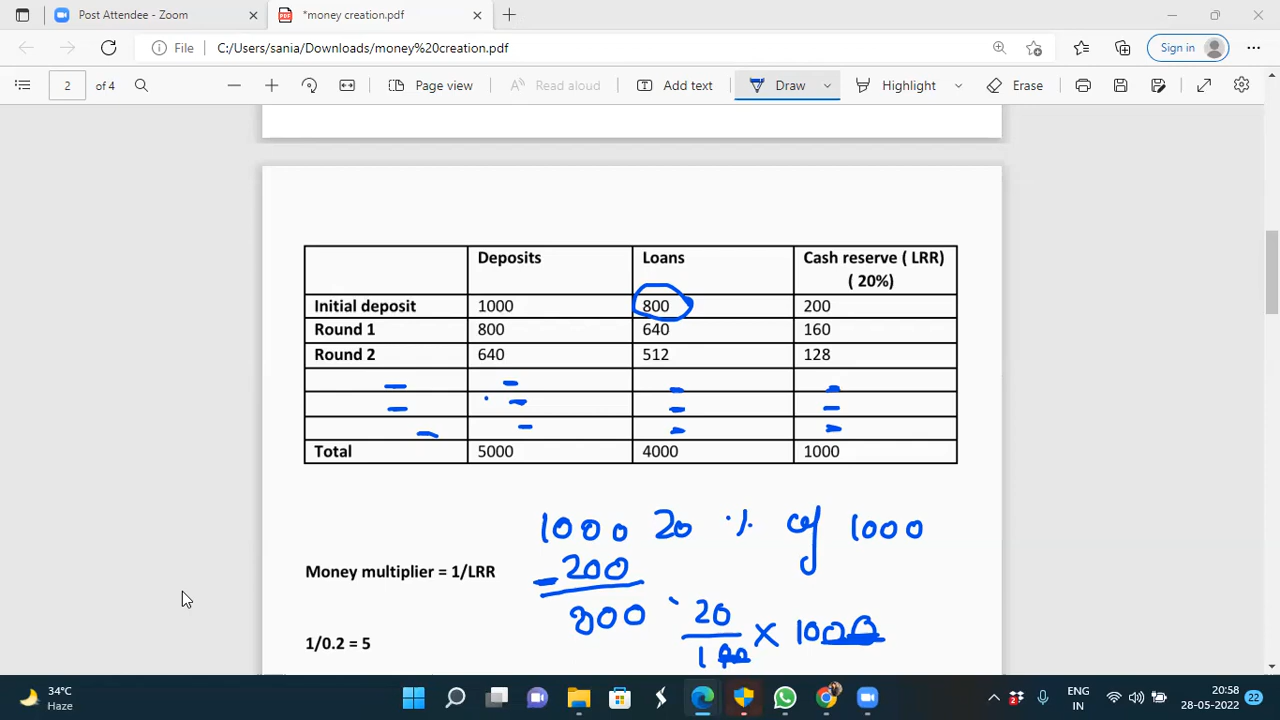 Post Attendee - Zoom
*money creation.pdf
File C:/Users/sania/Downloads/money%20creation.pdf
Sign in
2 of 4
Page view
Read aloud
Add text
Draw
Highlight
Erase
Deposits Loans Cash reserve ( LRR)
( 20%)
Initial deposit 1000 800 200
Round 1 800 640 160
Round 2 640 512 128
Total 5000 4000 1000
1000 20 % of 1000
Money multiplier = 1/LRR
- 200
800
20
100 X 1000
1/0.2 = 5
34°C
Haze
ENG
IN
20:58
28-05-2022
22